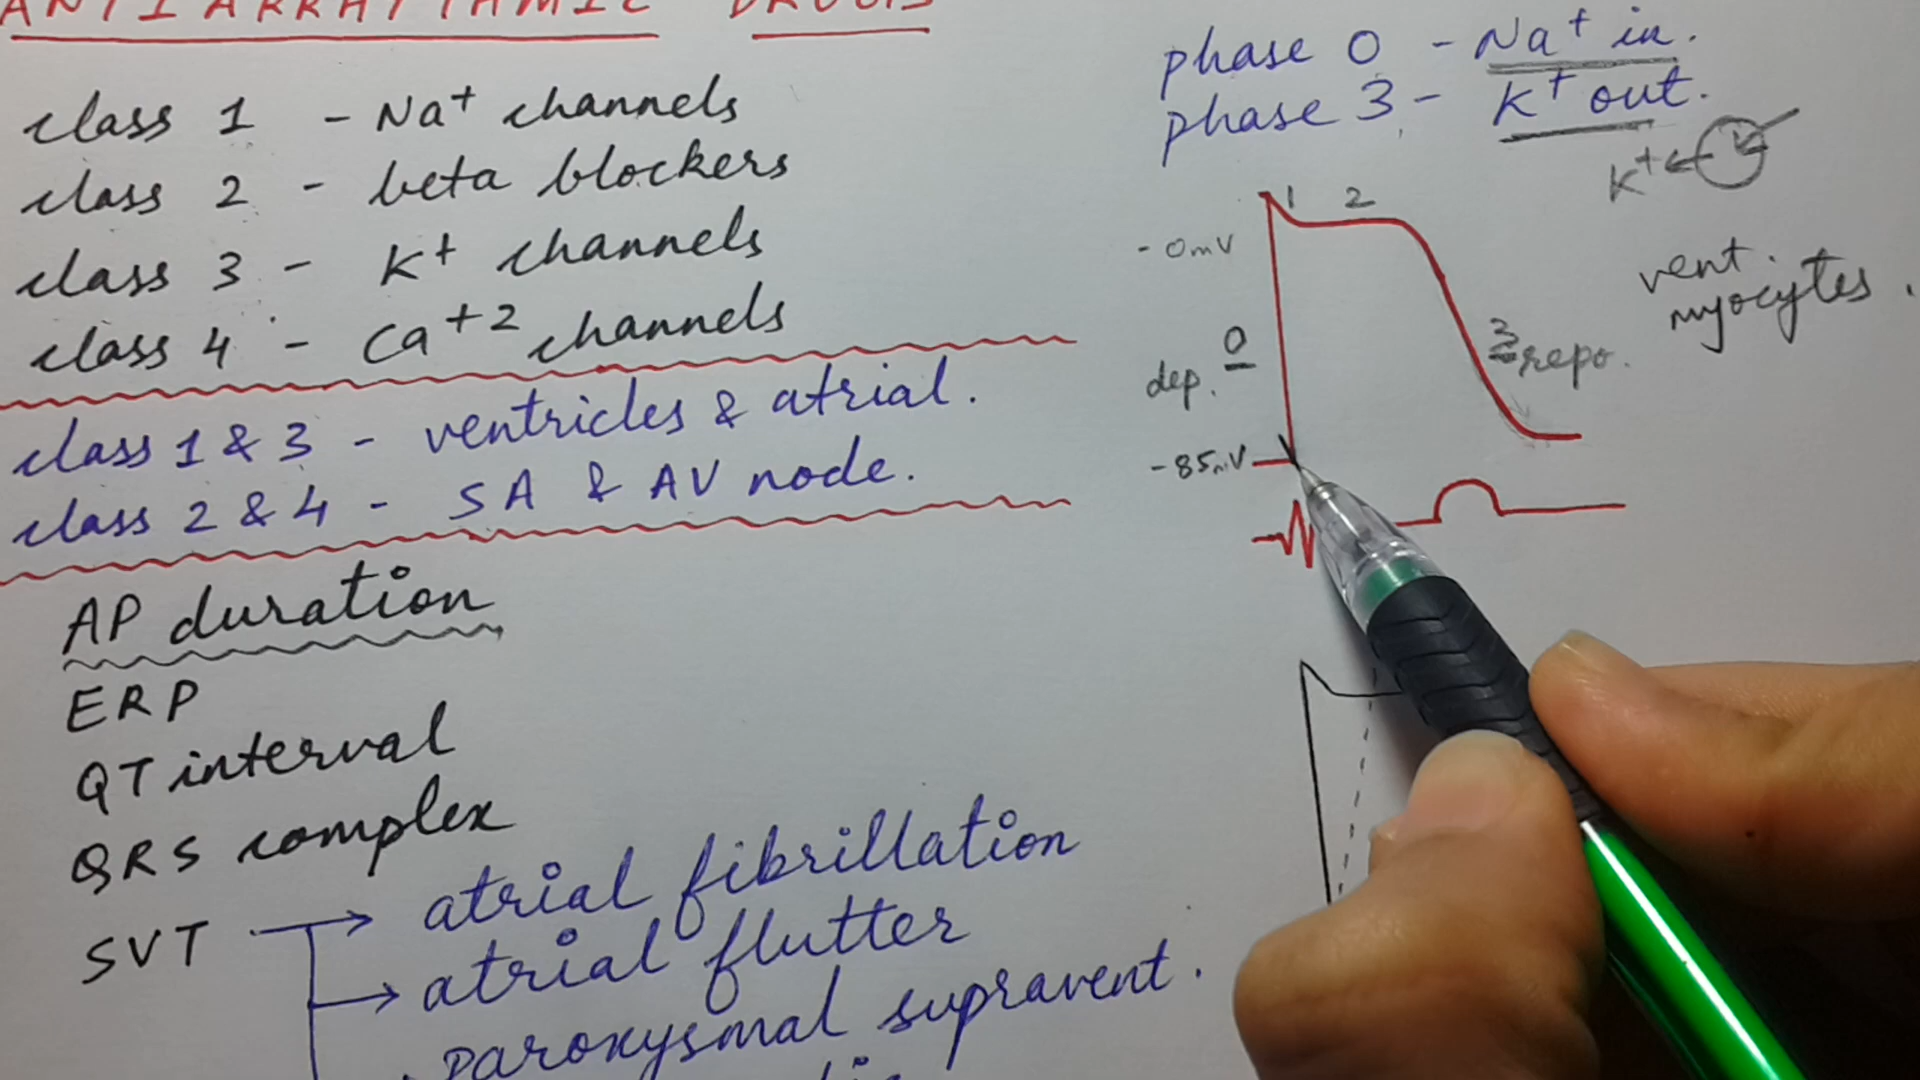 ANTIARRHYTHMIC DRUGS
class 1 - Na+ channels
class 2 - beta blockers
class 3 - K+ channels
class 4 - Ca+2 channels
class 1 & 3 - ventricles & atrial.
class 2 & 4 - SA & AV node.
AP duration
ERP
QT interval
QRS complex
SVT
atrial fibrillation
atrial flutter
paroxysmal supravent.
phase 0 - Na+ in.
phase 3 - K+ out.
K+
1 2
- 0mV
vent.
myocytes.
0
dep.
3
repo.
-85mV